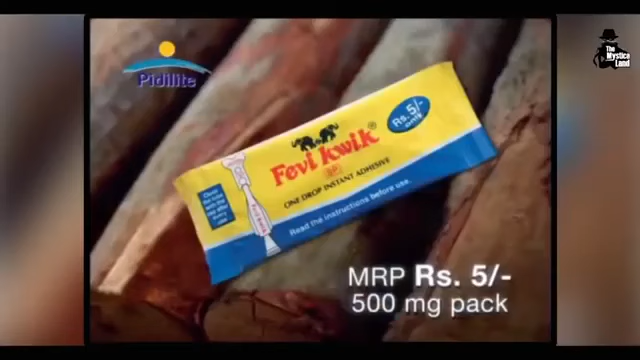 The
Mystica
Land
Pidilite
Rs. 5/-
only
Fevi kwik®
ONE DROP INSTANT ADHESIVE
Read the instructions before use.
MRP Rs. 5/-
500 mg pack